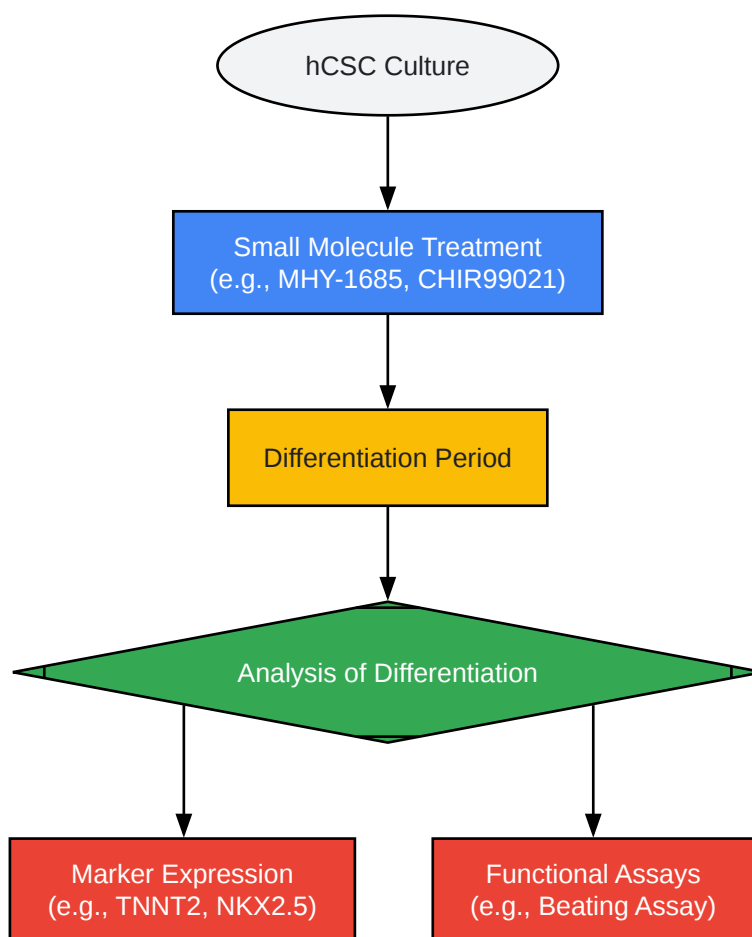 hCSC Culture
Small Molecule Treatment
(e.g., MHY-1685, CHIR99021)
Differentiation Period
Analysis of Differentiation
Marker Expression
(e.g., TNNT2, NKX2.5)
Functional Assays
(e.g., Beating Assay)